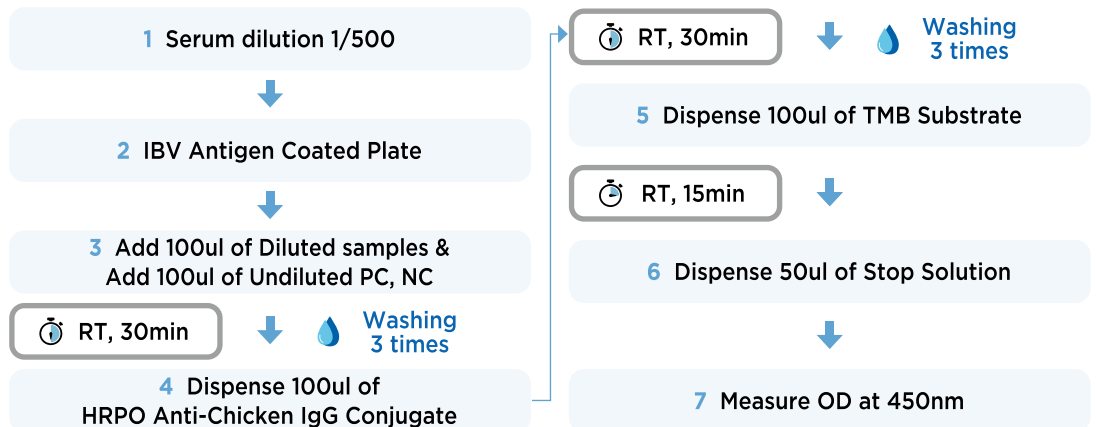 1 Serum dilution 1/500
2 IBV Antigen Coated Plate
3 Add 100ul of Diluted samples &
Add 100ul of Undiluted PC, NC
RT, 30min
Washing
3 times
4 Dispense 100ul of
HRPO Anti-Chicken IgG Conjugate
RT, 30min
Washing
3 times
5 Dispense 100ul of TMB Substrate
RT, 15min
6 Dispense 50ul of Stop Solution
7 Measure OD at 450nm